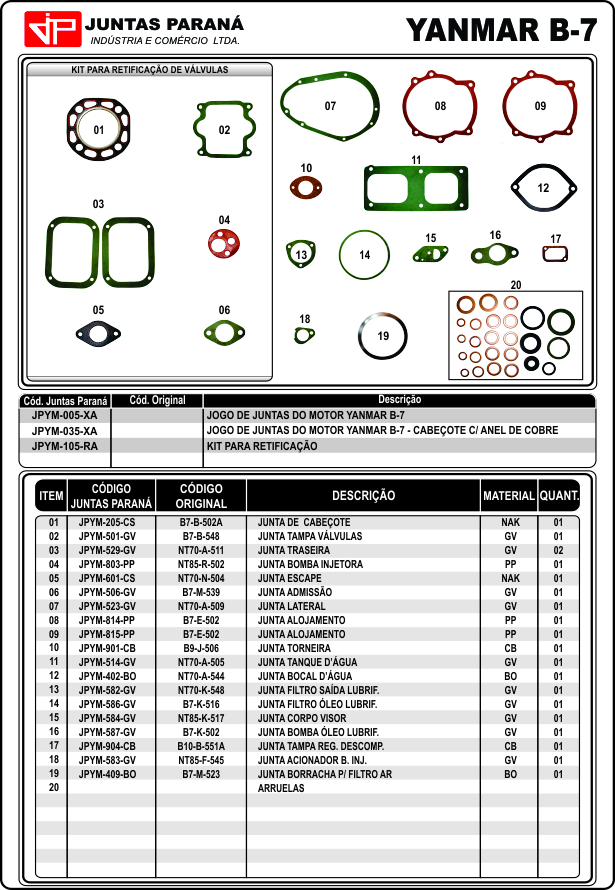 JP JUNTAS PARANÁ
INDÚSTRIA E COMÉRCIO LTDA.
YANMAR B-7
KIT PARA RETIFICAÇÃO DE VÁLVULAS
01
02
03
04
05
06
07
08
09
10
11
12
13
14
15
16
17
18
19
20
Cód. Juntas Paraná Cód. Original Descrição
JPYM-005-XA JOGO DE JUNTAS DO MOTOR YANMAR B-7
JPYM-035-XA JOGO DE JUNTAS DO MOTOR YANMAR B-7 - CABEÇOTE C/ ANEL DE COBRE
JPYM-105-RA KIT PARA RETIFICAÇÃO
ITEM CÓDIGO JUNTAS PARANÁ CÓDIGO ORIGINAL DESCRIÇÃO MATERIAL QUANT.
01 JPYM-205-CS B7-B-502A JUNTA DE CABEÇOTE NAK 01
02 JPYM-501-GV B7-B-548 JUNTA TAMPA VÁLVULAS GV 01
03 JPYM-529-GV NT70-A-511 JUNTA TRASEIRA GV 02
04 JPYM-803-PP NT85-R-502 JUNTA BOMBA INJETORA PP 01
05 JPYM-601-CS NT70-N-504 JUNTA ESCAPE NAK 01
06 JPYM-506-GV B7-M-539 JUNTA ADMISSÃO GV 01
07 JPYM-523-GV NT70-A-509 JUNTA LATERAL GV 01
08 JPYM-814-PP B7-E-502 JUNTA ALOJAMENTO PP 01
09 JPYM-815-PP B7-E-502 JUNTA ALOJAMENTO PP 01
10 JPYM-901-CB B9-J-506 JUNTA TORNEIRA CB 01
11 JPYM-514-GV NT70-A-505 JUNTA TANQUE D'ÁGUA GV 01
12 JPYM-402-BO NT70-A-544 JUNTA BOCAL D'ÁGUA BO 01
13 JPYM-582-GV NT70-K-548 JUNTA FILTRO SAÍDA LUBRIF. GV 01
14 JPYM-586-GV B7-K-516 JUNTA FILTRO ÓLEO LUBRIF. GV 01
15 JPYM-584-GV NT85-K-517 JUNTA CORPO VISOR GV 01
16 JPYM-587-GV B7-K-502 JUNTA BOMBA ÓLEO LUBRIF. GV 01
17 JPYM-904-CB B10-B-551A JUNTA TAMPA REG. DESCOMP. CB 01
18 JPYM-583-GV NT85-F-545 JUNTA ACIONADOR B. INJ. GV 01
19 JPYM-409-BO B7-M-523 JUNTA BORRACHA P/ FILTRO AR BO 01
20 ARRUELAS